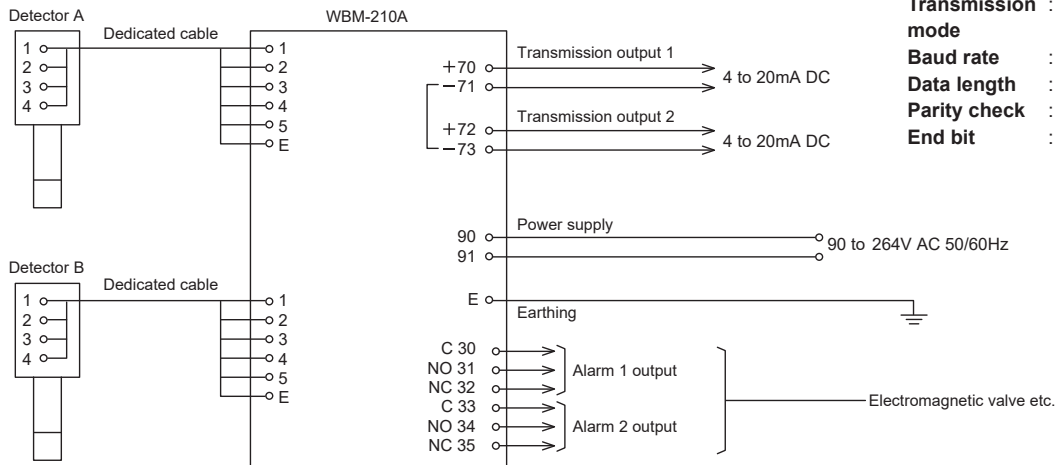 Detector A
WBM-210A
Dedicated cable
1
2
3
4
1
2
3
4
5
E
+70
−71
+72
−73
Transmission output 1
4 to 20mA DC
Transmission output 2
4 to 20mA DC
Transmission :
mode
Baud rate :
Data length :
Parity check :
End bit :
90
91
Power supply
90 to 264V AC 50/60Hz
E
Earthing
Detector B
Dedicated cable
1
2
3
4
1
2
3
4
5
E
C 30
NO 31
NC 32
C 33
NO 34
NC 35
Alarm 1 output
Alarm 2 output
Electromagnetic valve etc.